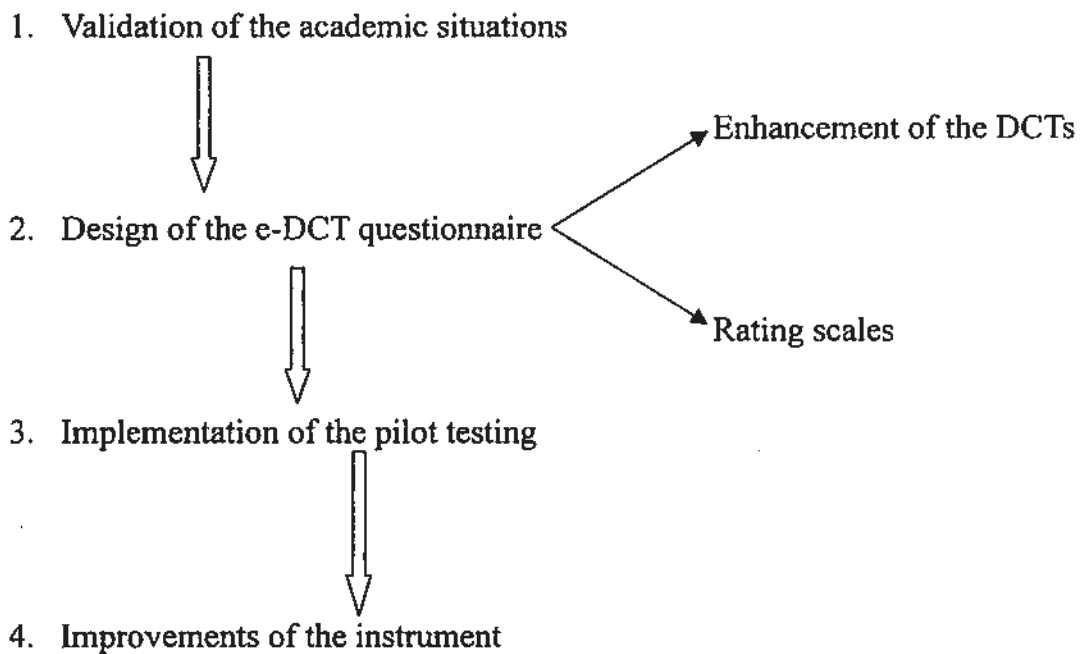 1. Validation of the academic situations
Enhancement of the DCTs
2. Design of the e-DCT questionnaire
Rating scales
3. Implementation of the pilot testing
4. Improvements of the instrument